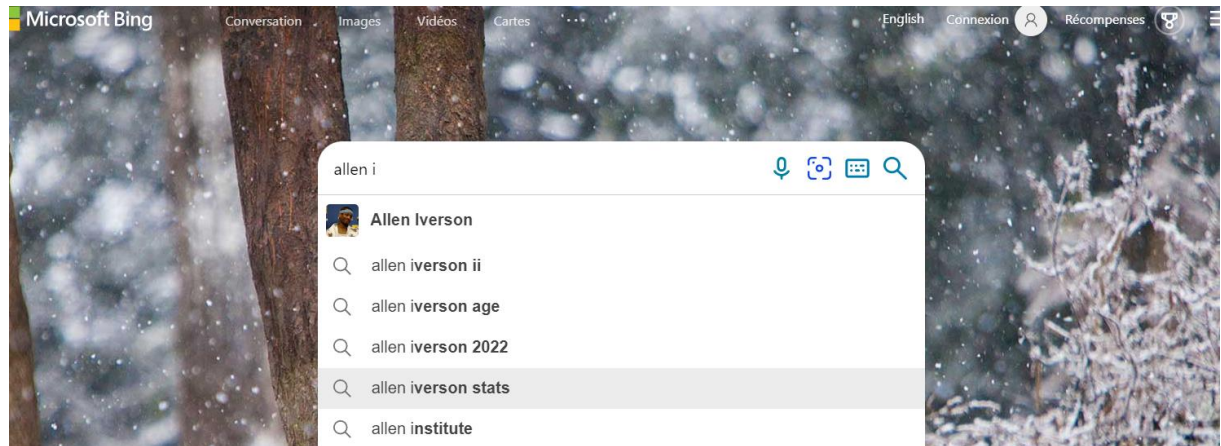 Microsoft Bing Conversation Images Vidéos Cartes ... English Connexion Récompenses
allen i
Allen Iverson
allen iverson ii
allen iverson age
allen iverson 2022
allen iverson stats
allen institute